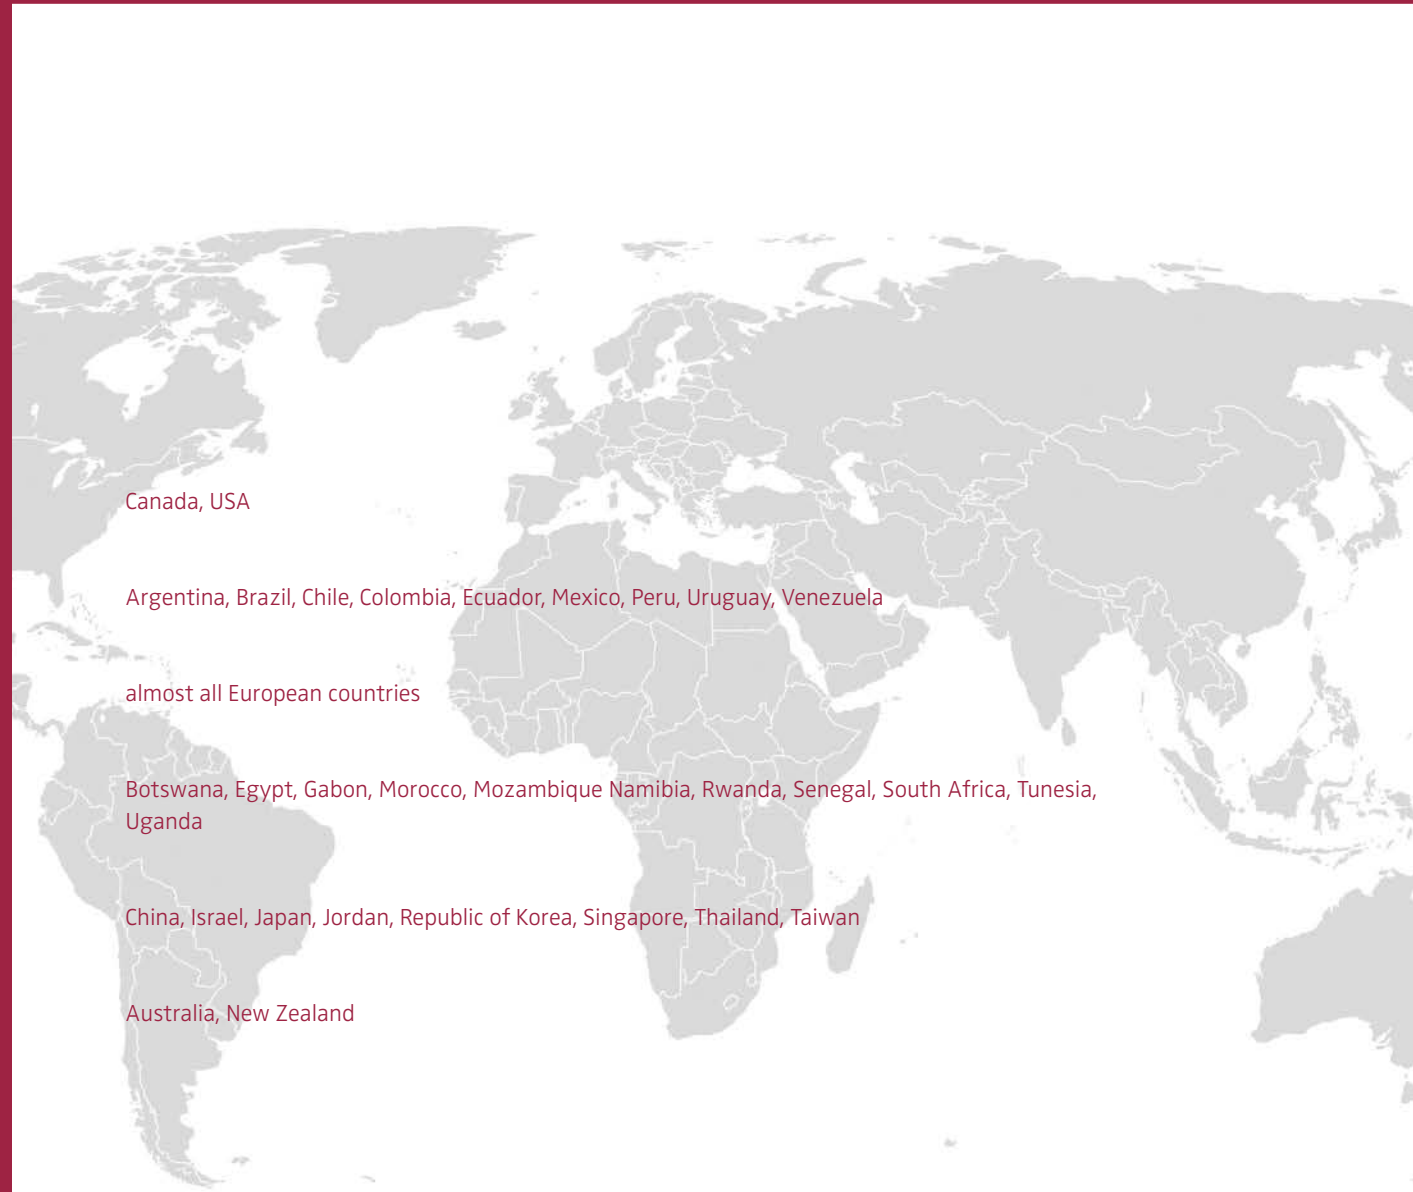 Canada, USA
Argentina, Brazil, Chile, Colombia, Ecuador, Mexico, Peru, Uruguay, Venezuela
almost all European countries
Botswana, Egypt, Gabon, Morocco, Mozambique Namibia, Rwanda, Senegal, South Africa, Tunesia,
Uganda
China, Israel, Japan, Jordan, Republic of Korea, Singapore, Thailand, Taiwan
Australia, New Zealand